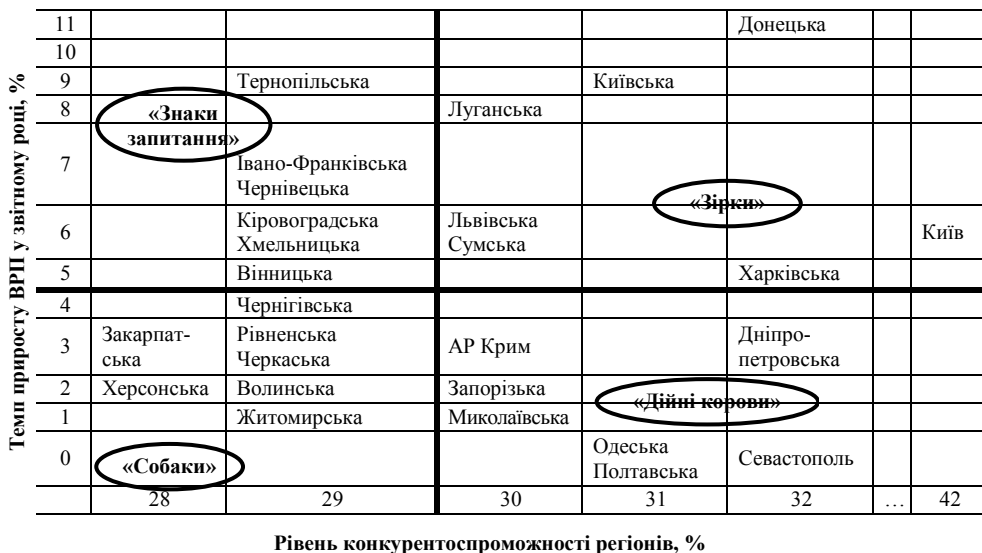 Темп приросту ВРП у звітному році, %
11 Донецька
10
9 Тернопільська Київська
8 «Знаки Луганська
запитання»
7 Івано-Франківська
Чернівецька
«Зірки»
6 Кіровоградська Львівська Київ
Хмельницька Сумська
5 Вінницька Харківська
4 Чернігівська
3 Закарпат- Рівненська АР Крим Дніпро-
ська Черкаська петровська
2 Херсонська Волинська Запорізька
«Дійні корови»
1 Житомирська Миколаївська
0 «Собаки» Одеська Севастополь
Полтавська
28 29 30 31 32 … 42
Рівень конкурентоспроможності регіонів, %